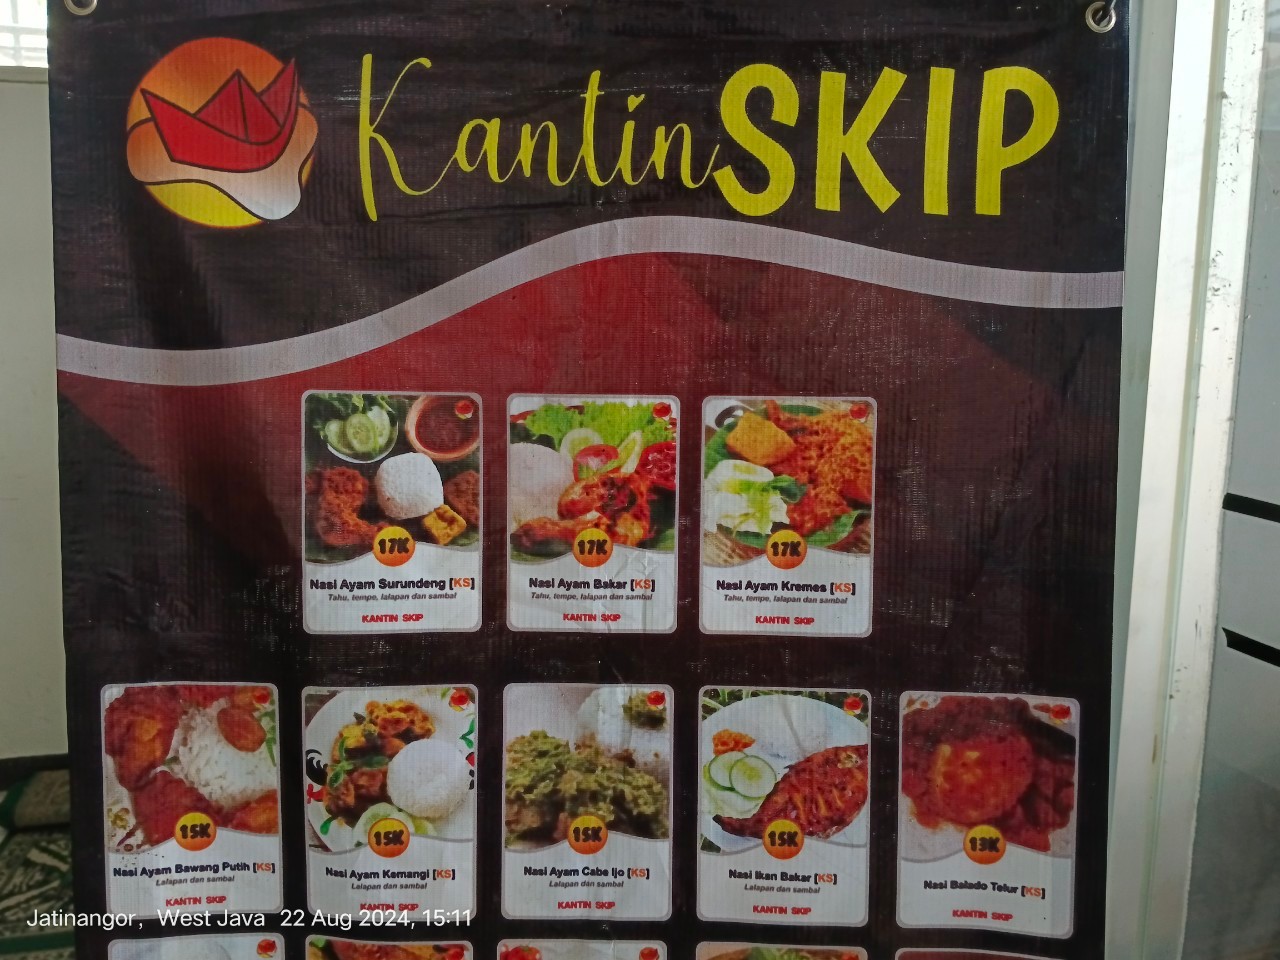 Kantin SKIP
17K
Nasi Ayam Surundeng [KS]
Tahu, tempe, lalapan dan sambal
KANTIN SKIP
17K
Nasi Ayam Bakar [KS]
Tahu, tempe, lalapan dan sambal
KANTIN SKIP
17K
Nasi Ayam Kremes [KS]
Tahu, tempe, lalapan dan sambal
KANTIN SKIP
15K
Nasi Ayam Bawang Putih [KS]
Lalapan dan sambal
KANTIN SKIP
15K
Nasi Ayam Kemangi [KS]
Lalapan dan sambal
KANTIN SKIP
15K
Nasi Ayam Cabe Ijo [KS]
Lalapan dan sambal
KANTIN SKIP
15K
Nasi Ikan Bakar [KS]
Lalapan dan sambal
KANTIN SKIP
13K
Nasi Balado Telur [KS]
KANTIN SKIP
Jatinangor, West Java 22 Aug 2024, 15:11